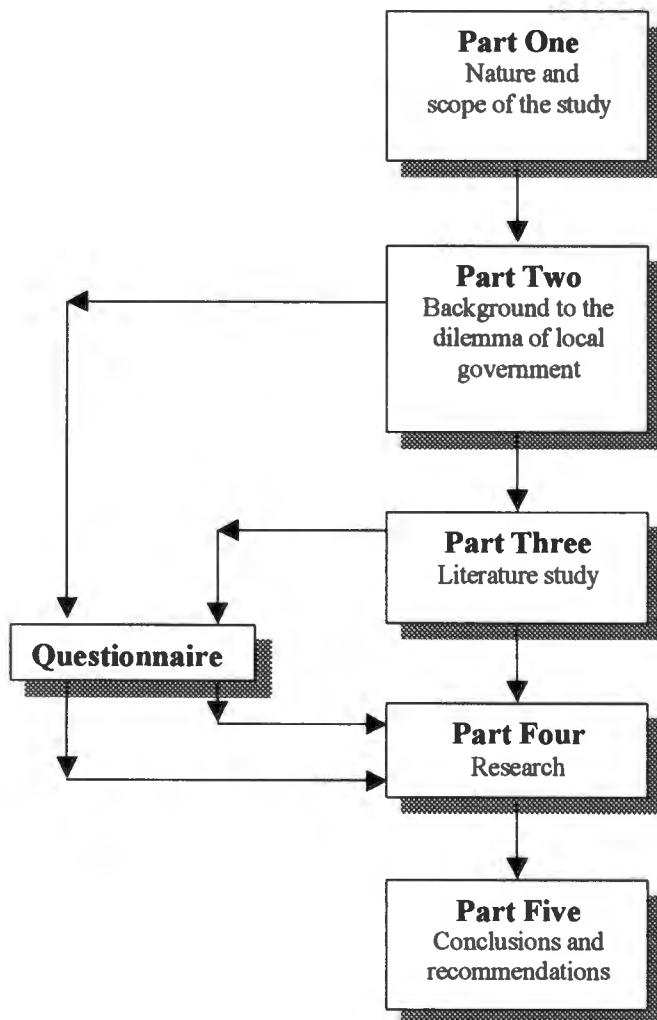 Part One
Nature and
scope of the study
Part Two
Background to the
dilemma of local
government
Part Three
Literature study
Questionnaire
Part Four
Research
Part Five
Conclusions and
recommendations